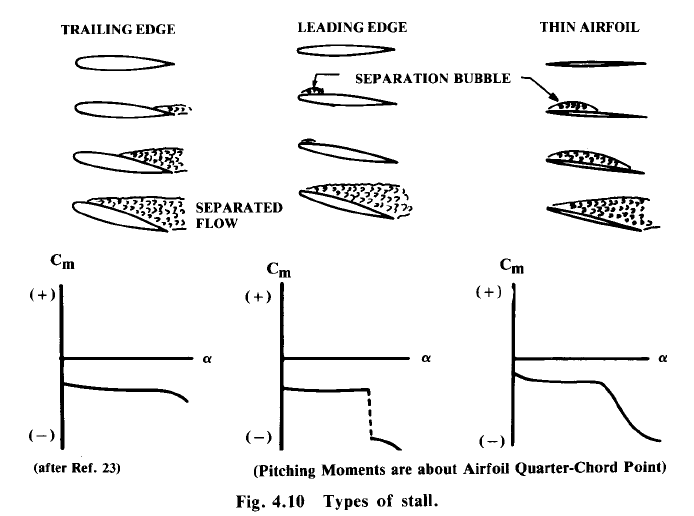 TRAILING EDGE
LEADING EDGE
THIN AIRFOIL
SEPARATION BUBBLE
SEPARATED
FLOW
Cm
(+)
α
(−)
Cm
(+)
α
(−)
Cm
(+)
α
(−)
(after Ref. 23)
(Pitching Moments are about Airfoil Quarter-Chord Point)
Fig. 4.10 Types of stall.